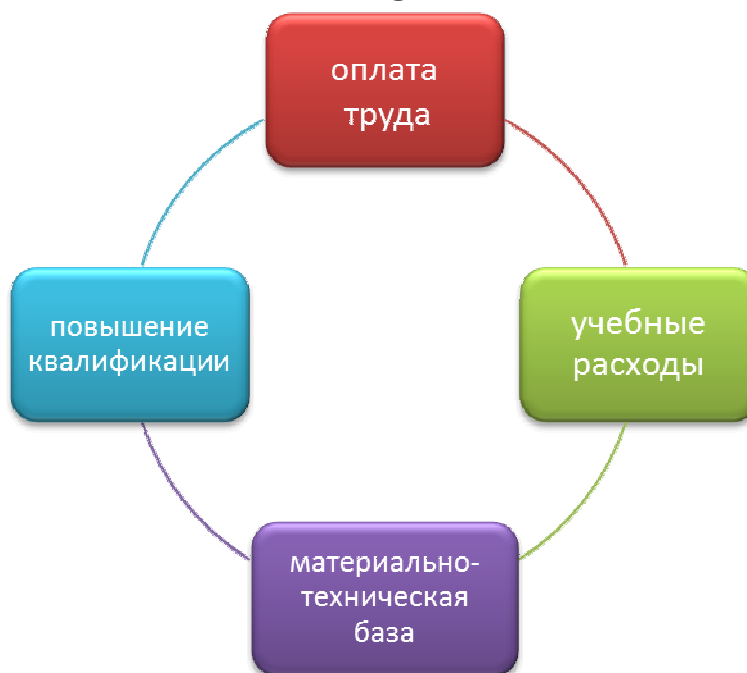 оплата
труда
учебные
расходы
повышение
квалификации
материально-
техническая
база